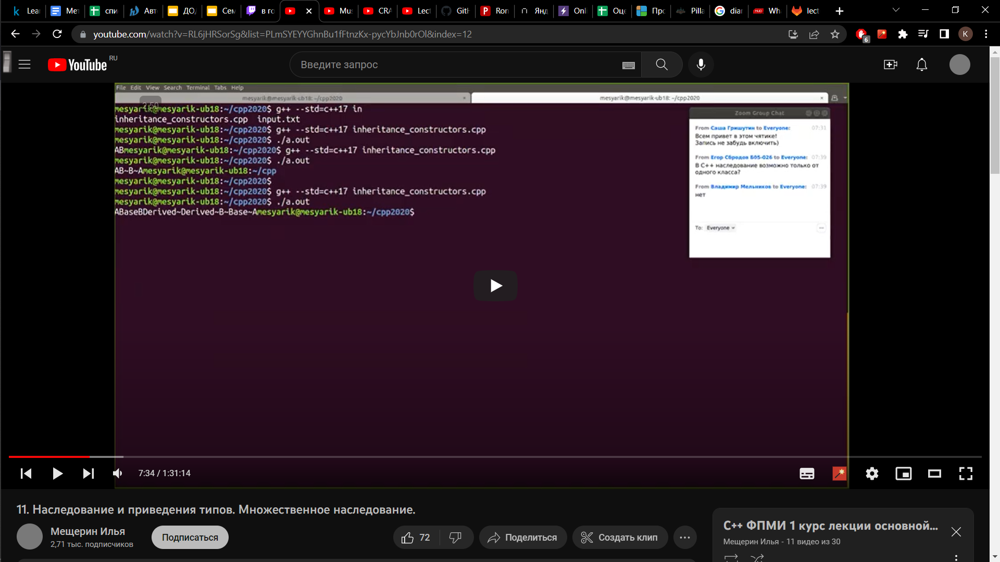 Lear
Мет
спи
Авт
ДО
Сем
в го
Mu
CRA
Lect
GitH
Ron
Янд
Onl
Оце
Прс
Pilla
diar
Wh
lect
youtube.com/watch?v=RL6jHRSorSg&list=PLmSYEYYGhnBu1fFtnzKx-pycYbJnb0rOl&index=12
6
K
YouTube RU
Введите запрос
File Edit View Search Terminal Tabs Help
mesyarik@mesyarik-ub18: ~/cpp2020
mesyarik@mesyarik-ub18: ~/cpp2020
2.50
mesyarik@mesyarik-ub18:~/cpp2020$ g++ --std=c++17 in
inheritance_constructors.cpp input.txt
mesyarik@mesyarik-ub18:~/cpp2020$ g++ --std=c++17 inheritance_constructors.cpp
mesyarik@mesyarik-ub18:~/cpp2020$ ./a.out
ABmesyarik@mesyarik-ub18:~/cpp2020$ g++ --std=c++17 inheritance_constructors.cpp
mesyarik@mesyarik-ub18:~/cpp2020$ ./a.out
AB~B~Amesyarik@mesyarik-ub18:~/cpp
mesyarik@mesyarik-ub18:~/cpp2020$
mesyarik@mesyarik-ub18:~/cpp2020$ g++ --std=c++17 inheritance_constructors.cpp
mesyarik@mesyarik-ub18:~/cpp2020$ ./a.out
ABaseBDerived~Derived~B~Base~Amesyarik@mesyarik-ub18:~/cpp2020$
Zoom Group Chat
From Саша Гришутин to Everyone: 07:31
Всем привет в этом чятике!
Запись не забудь включить)
From Егор Сбродов Б05-026 to Everyone: 07:39
В C++ наследование возможно только от
одного класса?
From Владимир Мельников to Everyone: 07:39
нет
To: Everyone
7:34 / 1:31:14
11. Наследование и приведения типов. Множественное наследование.
Мещерин Илья
2,71 тыс. подписчиков
Подписаться
72
Поделиться
Создать клип
C++ ФПМИ 1 курс лекции основной...
Мещерин Илья - 11 видео из 30